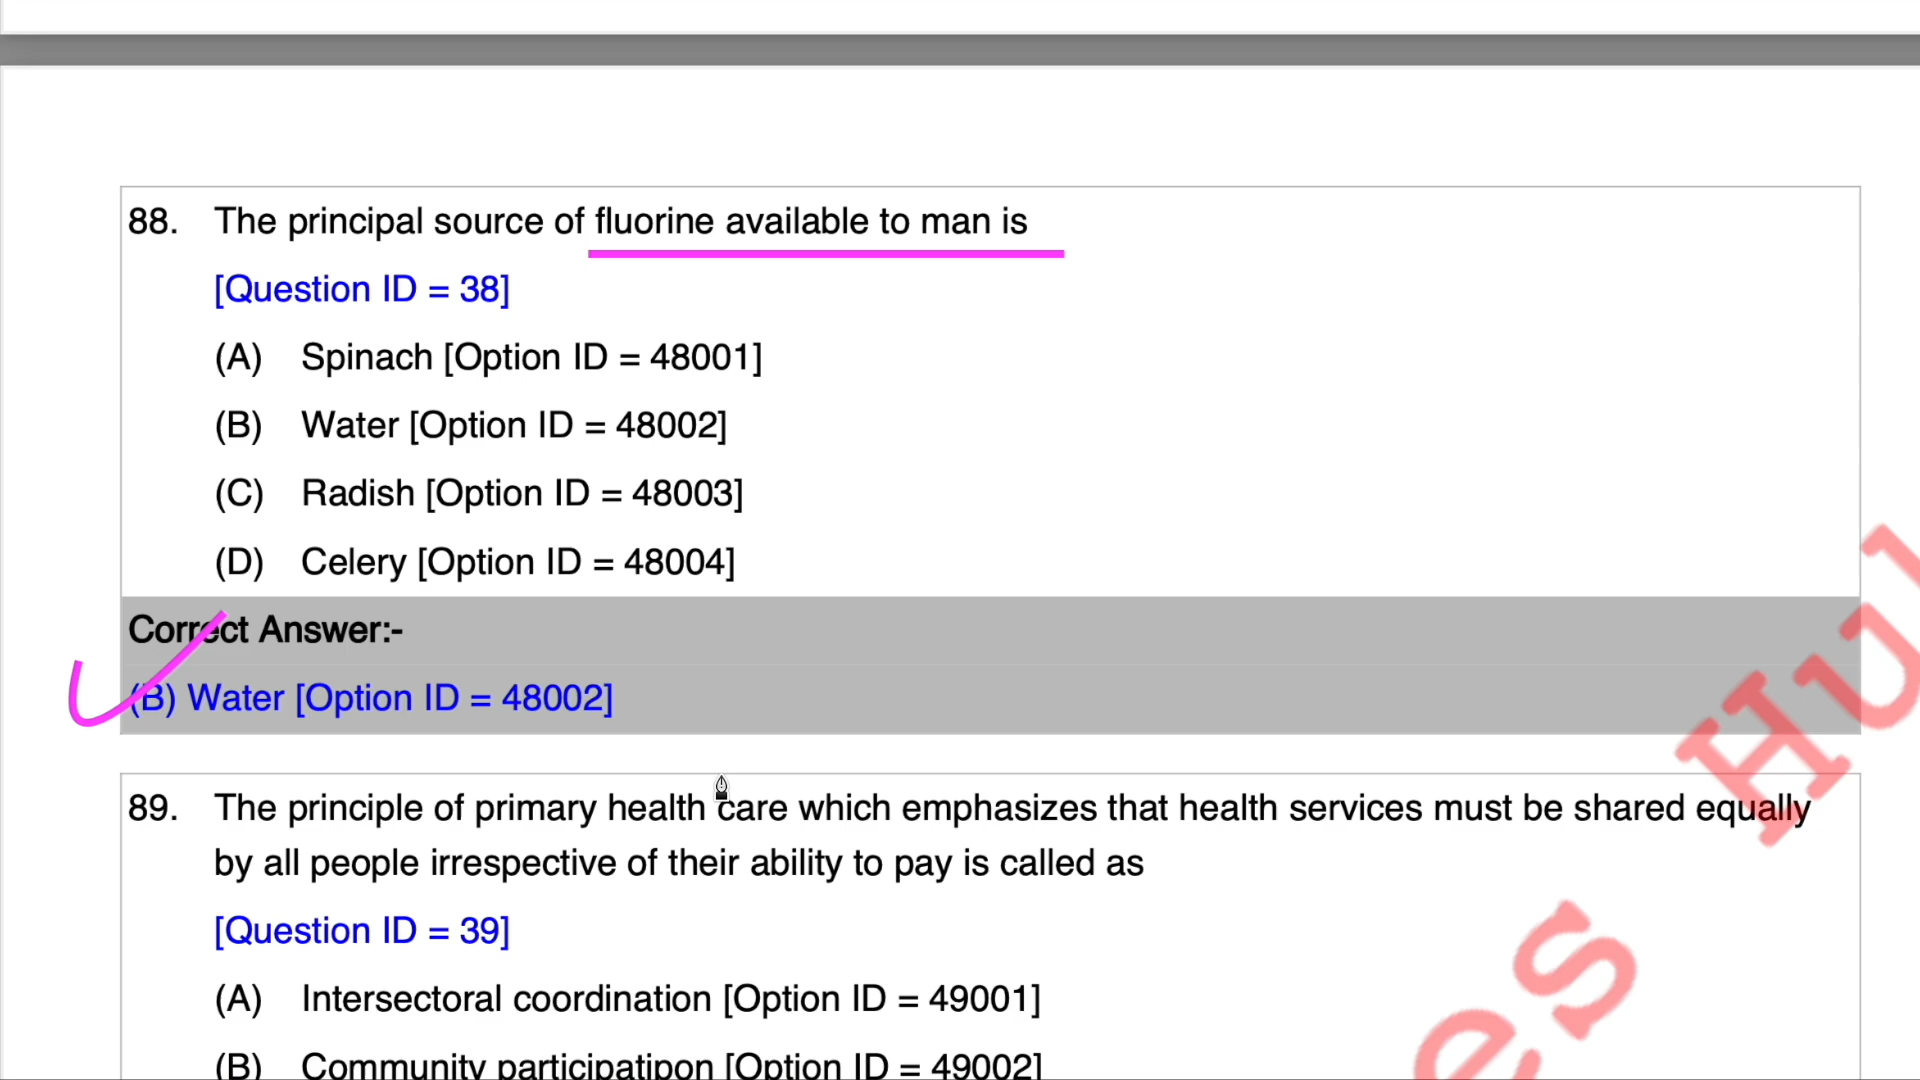 88. The principal source of fluorine available to man is
[Question ID = 38]
(A) Spinach [Option ID = 48001]
(B) Water [Option ID = 48002]
(C) Radish [Option ID = 48003]
(D) Celery [Option ID = 48004]
Correct Answer:-
(B) Water [Option ID = 48002]
89. The principle of primary health care which emphasizes that health services must be shared equally
by all people irrespective of their ability to pay is called as
[Question ID = 39]
(A) Intersectoral coordination [Option ID = 49001]
(B) Community participatipon [Option ID = 49002]
es Hu